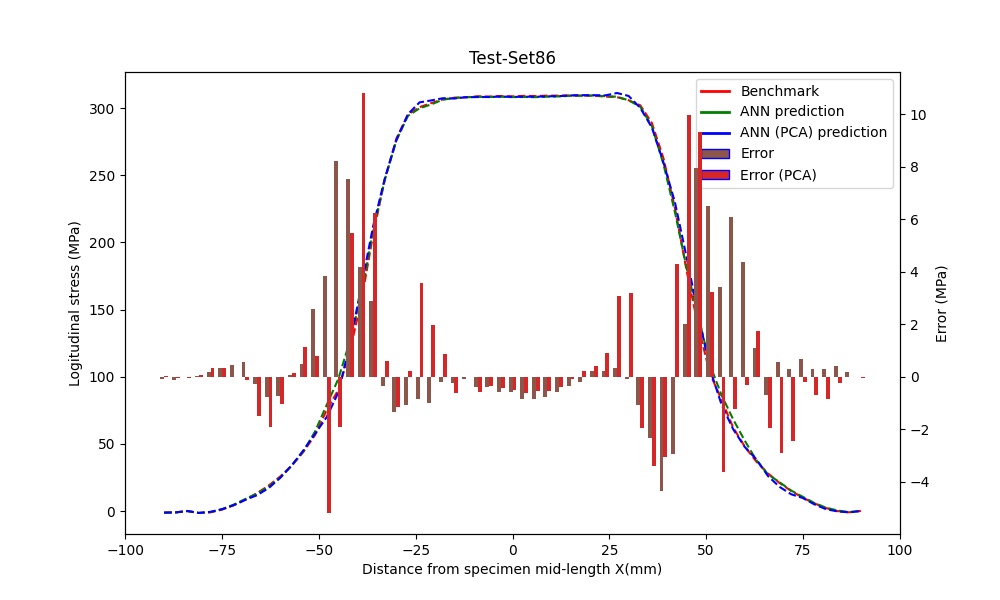 Test-Set86
Benchmark
ANN prediction
ANN (PCA) prediction
Error
Error (PCA)
Logitudinal stress (MPa)
300
250
200
150
100
50
0
10
8
6
4
2
0
−2
−4
Error (MPa)
−100 −75 −50 −25 0 25 50 75 100
Distance from specimen mid-length X(mm)